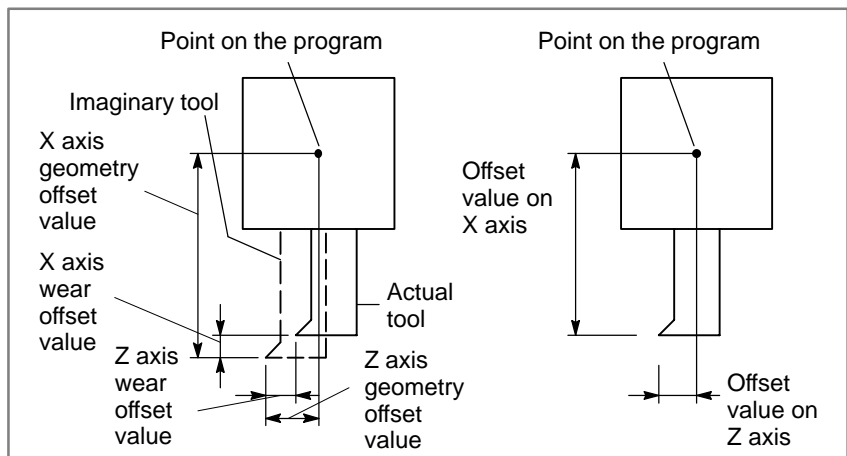 Point on the program
Imaginary tool
X axis
geometry
offset
value
X axis
wear
offset
value
Actual
tool
Z axis
wear
offset
value
Z axis
geometry
offset
value
Point on the program
Offset
value on
X axis
Offset
value on
Z axis